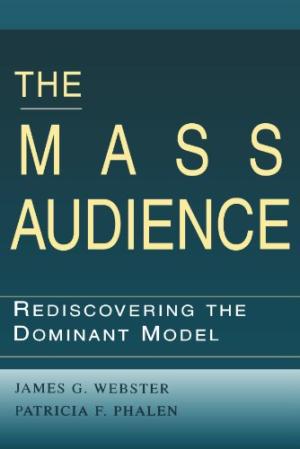 THE
MASS
AUDIENCE
REDISCOVERING THE
DOMINANT MODEL
JAMES G. WEBSTER
PATRICIA F. PHALEN